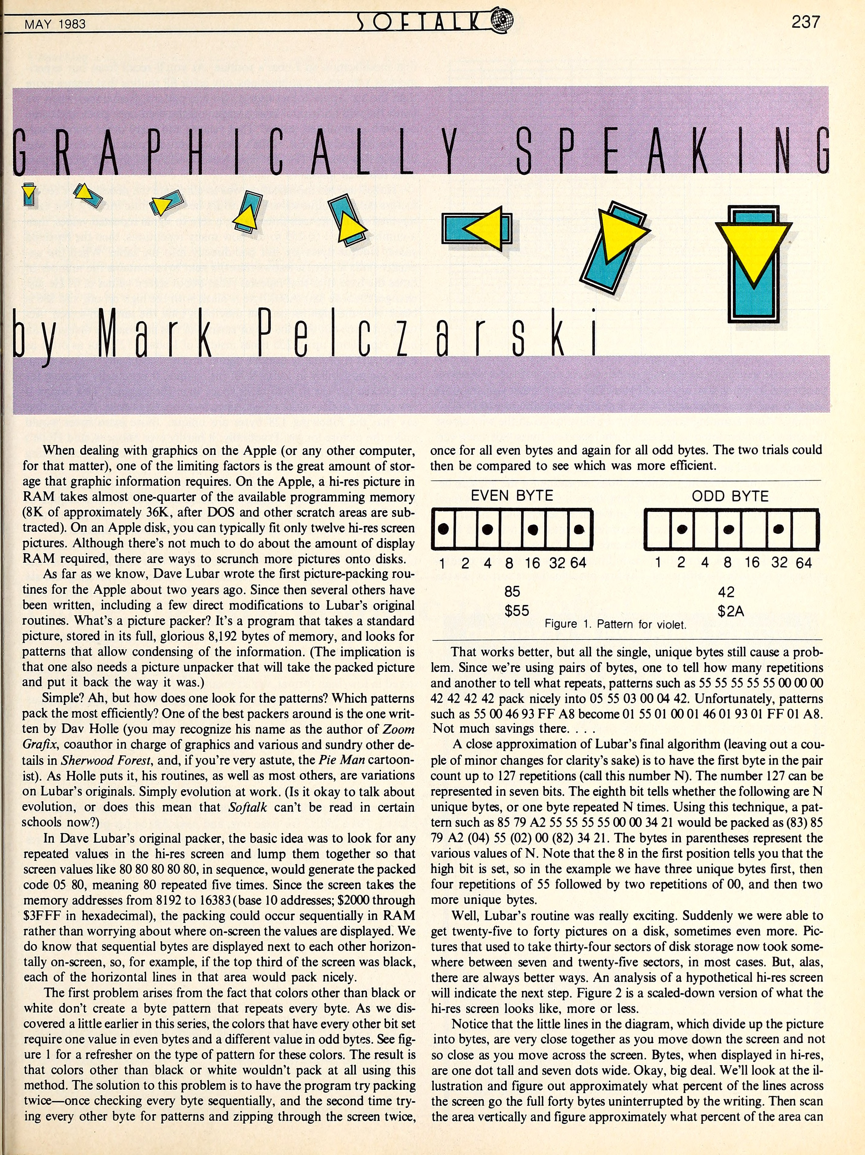 MAY 1983
SOFTALK
237
GRAPHICALLY SPEAKING
by Mark Pelczarski
When dealing with graphics on the Apple (or any other computer,
for that matter), one of the limiting factors is the great amount of stor-
age that graphic information requires. On the Apple, a hi-res picture in
RAM takes almost one-quarter of the available programming memory
(8K of approximately 36K, after DOS and other scratch areas are sub-
tracted). On an Apple disk, you can typically fit only twelve hi-res screen
pictures. Although there's not much to do about the amount of display
RAM required, there are ways to scrunch more pictures onto disks.
As far as we know, Dave Lubar wrote the first picture-packing rou-
tines for the Apple about two years ago. Since then several others have
been written, including a few direct modifications to Lubar's original
routines. What's a picture packer? It's a program that takes a standard
picture, stored in its full, glorious 8,192 bytes of memory, and looks for
patterns that allow condensing of the information. (The implication is
that one also needs a picture unpacker that will take the packed picture
and put it back the way it was.)
Simple? Ah, but how does one look for the patterns? Which patterns
pack the most efficiently? One of the best packers around is the one writ-
ten by Dav Holle (you may recognize his name as the author of Zoom
Grafix, coauthor in charge of graphics and various and sundry other de-
tails in Sherwood Forest, and, if you're very astute, the Pie Man cartoon-
ist). As Holle puts it, his routines, as well as most others, are variations
on Lubar's originals. Simply evolution at work. (Is it okay to talk about
evolution, or does this mean that Softalk can't be read in certain
schools now?)
In Dave Lubar's original packer, the basic idea was to look for any
repeated values in the hi-res screen and lump them together so that
screen values like 80 80 80 80 80, in sequence, would generate the packed
code 05 80, meaning 80 repeated five times. Since the screen takes the
memory addresses from 8192 to 16383 (base 10 addresses; $2000 through
$3FFF in hexadecimal), the packing could occur sequentially in RAM
rather than worrying about where on-screen the values are displayed. We
do know that sequential bytes are displayed next to each other horizon-
tally on-screen, so, for example, if the top third of the screen was black,
each of the horizontal lines in that area would pack nicely.
The first problem arises from the fact that colors other than black or
white don't create a byte pattern that repeats every byte. As we dis-
covered a little earlier in this series, the colors that have every other bit set
require one value in even bytes and a different value in odd bytes. See fig-
ure 1 for a refresher on the type of pattern for these colors. The result is
that colors other than black or white wouldn't pack at all using this
method. The solution to this problem is to have the program try packing
twice—once checking every byte sequentially, and the second time try-
ing every other byte for patterns and zipping through the screen twice,
once for all even bytes and again for all odd bytes. The two trials could
then be compared to see which was more efficient.
EVEN BYTE
ODD BYTE
1 2 4 8 16 32 64
1 2 4 8 16 32 64
85
42
$55
$2A
Figure 1. Pattern for violet.
That works better, but all the single, unique bytes still cause a prob-
lem. Since we're using pairs of bytes, one to tell how many repetitions
and another to tell what repeats, patterns such as 55 55 55 55 55 00 00 00
42 42 42 42 pack nicely into 05 55 03 00 04 42. Unfortunately, patterns
such as 55 00 46 93 FF A8 become 01 55 01 00 01 46 01 93 01 FF 01 A8.
Not much savings there. . . .
A close approximation of Lubar's final algorithm (leaving out a cou-
ple of minor changes for clarity's sake) is to have the first byte in the pair
count up to 127 repetitions (call this number N). The number 127 can be
represented in seven bits. The eighth bit tells whether the following are N
unique bytes, or one byte repeated N times. Using this technique, a pat-
tern such as 85 79 A2 55 55 55 55 00 00 34 21 would be packed as (83) 85
79 A2 (04) 55 (02) 00 (82) 34 21. The bytes in parentheses represent the
various values of N. Note that the 8 in the first position tells you that the
high bit is set, so in the example we have three unique bytes first, then
four repetitions of 55 followed by two repetitions of 00, and then two
more unique bytes.
Well, Lubar's routine was really exciting. Suddenly we were able to
get twenty-five to forty pictures on a disk, sometimes even more. Pic-
tures that used to take thirty-four sectors of disk storage now took some-
where between seven and twenty-five sectors, in most cases. But, alas,
there are always better ways. An analysis of a hypothetical hi-res screen
will indicate the next step. Figure 2 is a scaled-down version of what the
hi-res screen looks like, more or less.
Notice that the little lines in the diagram, which divide up the picture
into bytes, are very close together as you move down the screen and not
so close as you move across the screen. Bytes, when displayed in hi-res,
are one dot tall and seven dots wide. Okay, big deal. We'll look at the il-
lustration and figure out approximately what percent of the lines across
the screen go the full forty bytes uninterrupted by the writing. Then scan
the area vertically and figure approximately what percent of the area can